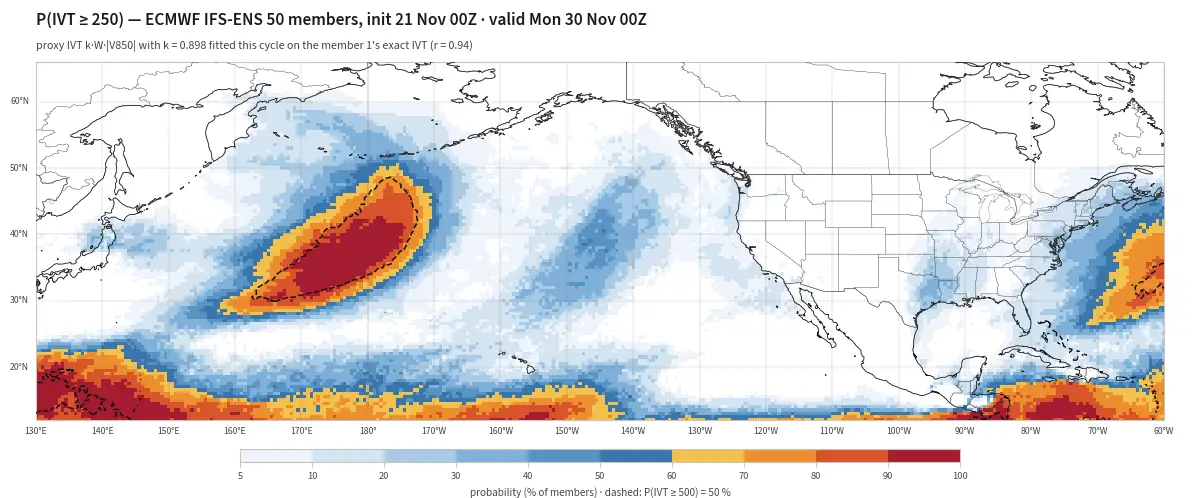 P(IVT ≥ 250) — ECMWF IFS-ENS 50 members, init 21 Nov 00Z · valid Mon 30 Nov 00Z
proxy IVT k·W·|V850| with k = 0.898 fitted this cycle on the member 1's exact IVT (r = 0.94)
60°N
50°N
40°N
30°N
20°N
130°E 140°E 150°E 160°E 170°E 180° 170°W 160°W 150°W 140°W 130°W 120°W 110°W 100°W 90°W 80°W 70°W 60°W
5 10 20 30 40 50 60 70 80 90 100
probability (% of members) · dashed: P(IVT ≥ 500) = 50 %